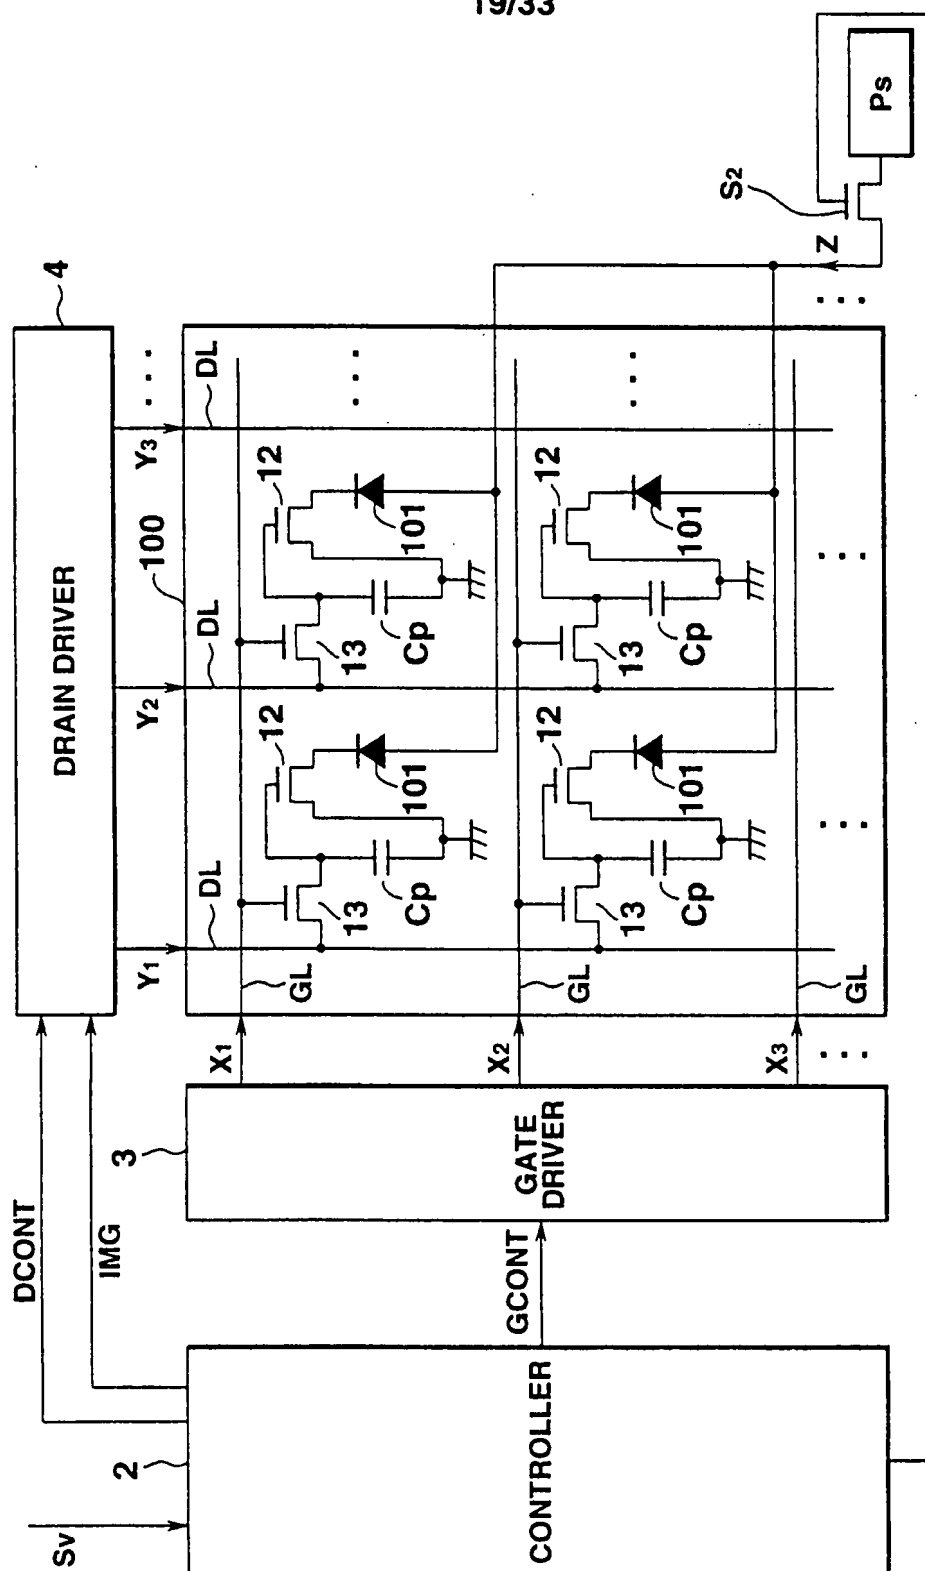 19/33
Ps
S2
Z
4
DRAIN DRIVER
Y3
DL
100
Y2
DL
Y1
DL
12
101
13
Cp
12
101
13
Cp
12
101
13
Cp
12
101
13
Cp
GL
GL
GL
X1
X2
X3
3
GATE
DRIVER
DCONT
IMG
GCONT
2
CONTROLLER
Sv